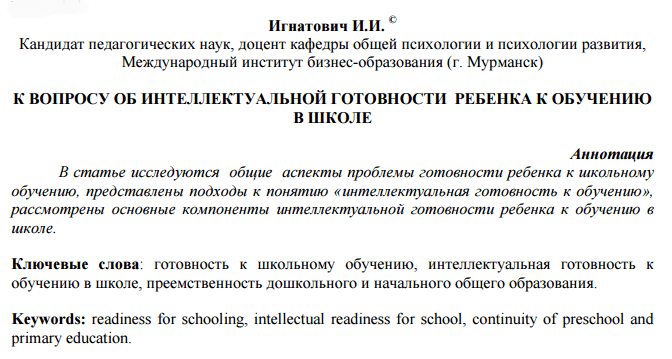 Игнатович И.И. ©
Кандидат педагогических наук, доцент кафедры общей психологии и психологии развития,
Международный институт бизнес-образования (г. Мурманск)
К ВОПРОСУ ОБ ИНТЕЛЛЕКТУАЛЬНОЙ ГОТОВНОСТИ РЕБЕНКА К ОБУЧЕНИЮ
В ШКОЛЕ
Аннотация
В статье исследуются общие аспекты проблемы готовности ребенка к школьному
обучению, представлены подходы к понятию «интеллектуальная готовность к обучению»,
рассмотрены основные компоненты интеллектуальной готовности ребенка к обучению в
школе.
Ключевые слова: готовность к школьному обучению, интеллектуальная готовность к
обучению в школе, преемственность дошкольного и начального общего образования.
Keywords: readiness for schooling, intellectual readiness for school, continuity of preschool and
primary education.